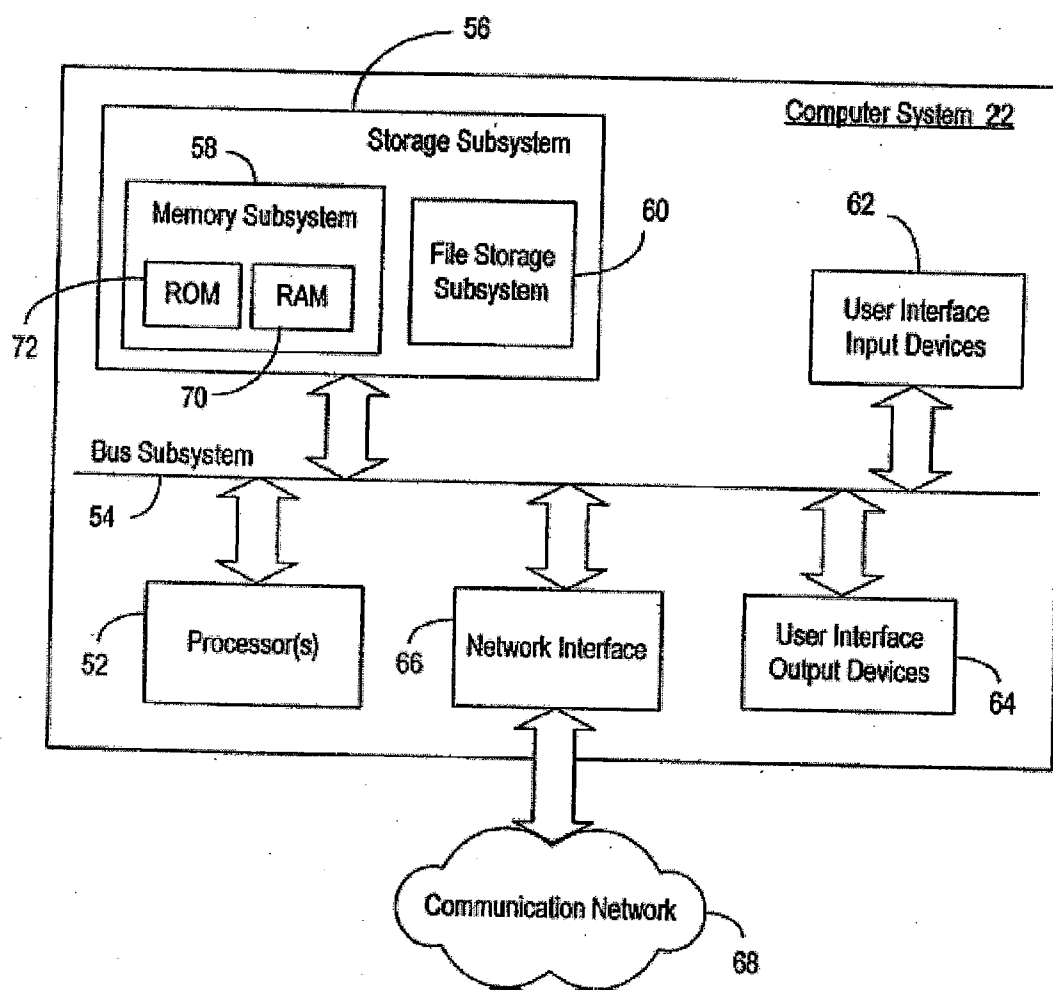 56
Computer System 22
Storage Subsystem
58
Memory Subsystem
60
62
File Storage
Subsystem
ROM
RAM
User Interface
Input Devices
72
70
Bus Subsystem
54
Processor(s)
52
Network Interface
66
User Interface
Output Devices
64
Communication Network
68